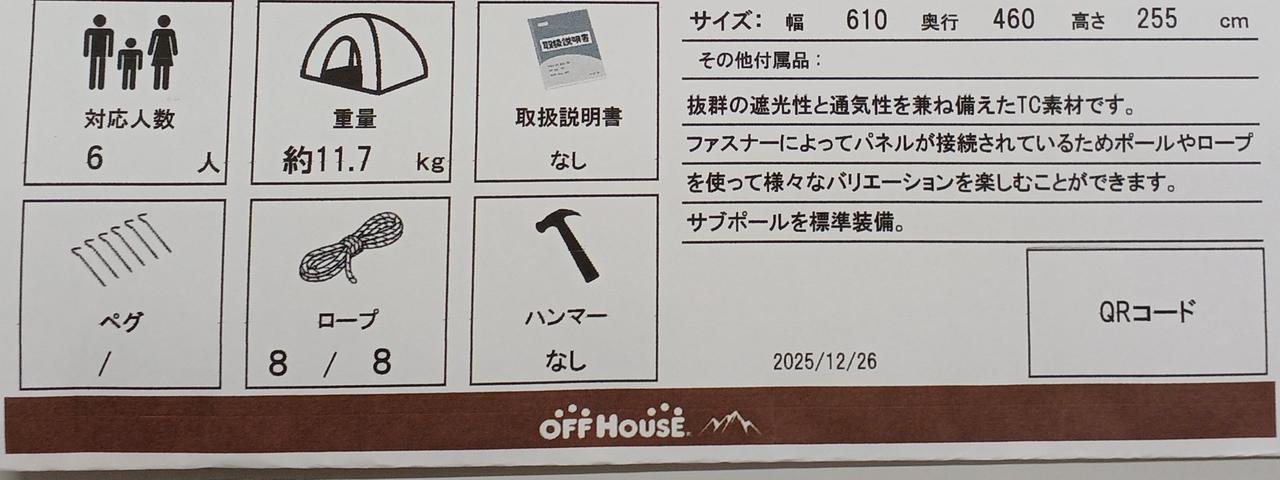 サイズ： 幅 610 奥行 460 高さ 255 cm
その他付属品：
抜群の遮光性と通気性を兼ね備えたTC素材です。
ファスナーによってパネルが接続されているためポールやロープ
を使って様々なバリエーションを楽しむことができます。
サブポールを標準装備。
取扱説明書
対応人数
6 人
重量
約11.7 kg
取扱説明書
なし
ペグ
/
ロープ
8 / 8
ハンマー
なし
QRコード
2025/12/26
OFF HOUSE